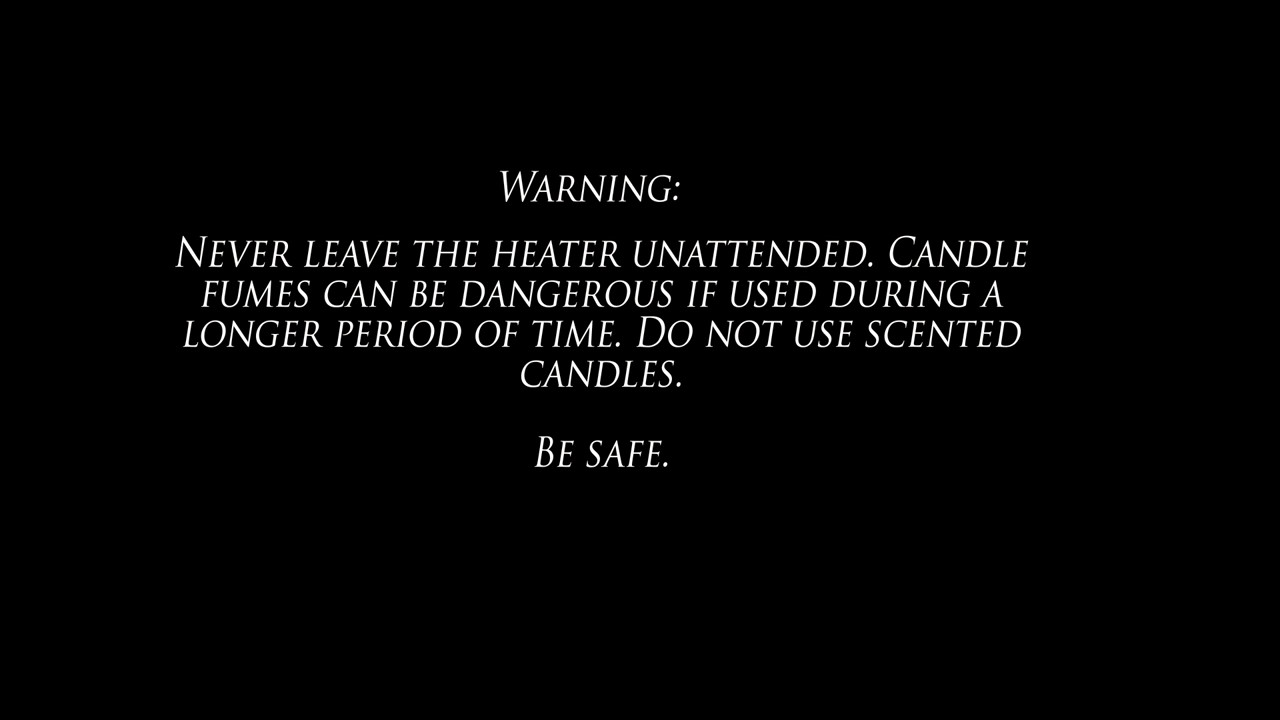 Warning:
Never leave the heater unattended. Candle
fumes can be dangerous if used during a
longer period of time. Do not use scented
candles.
Be safe.